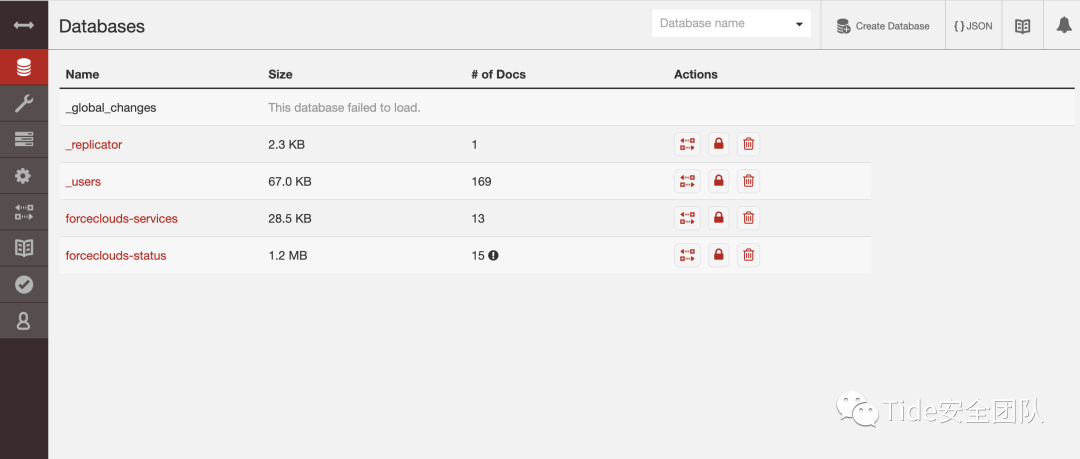 Databases
Database name
Create Database
{ } JSON
Name Size # of Docs Actions
_global_changes This database failed to load.
_replicator 2.3 KB 1
_users 67.0 KB 169
forceclouds-services 28.5 KB 13
forceclouds-status 1.2 MB 15
Tide安全团队